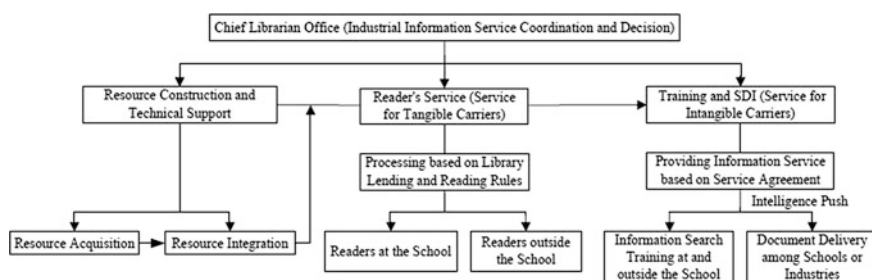 Chief Librarian Office (Industrial Information Service Coordination and Decision)
Resource Construction and
Technical Support
Reader's Service (Service
for Tangible Carriers)
Training and SDI (Service for
Intangible Carriers)
Processing based on Library
Lending and Reading Rules
Providing Information Service
based on Service Agreement
Intelligence Push
Resource Acquisition
Resource Integration
Readers at the School
Readers outside
the School
Information Search
Training at and
outside the School
Document Delivery
among Schools or
Industries